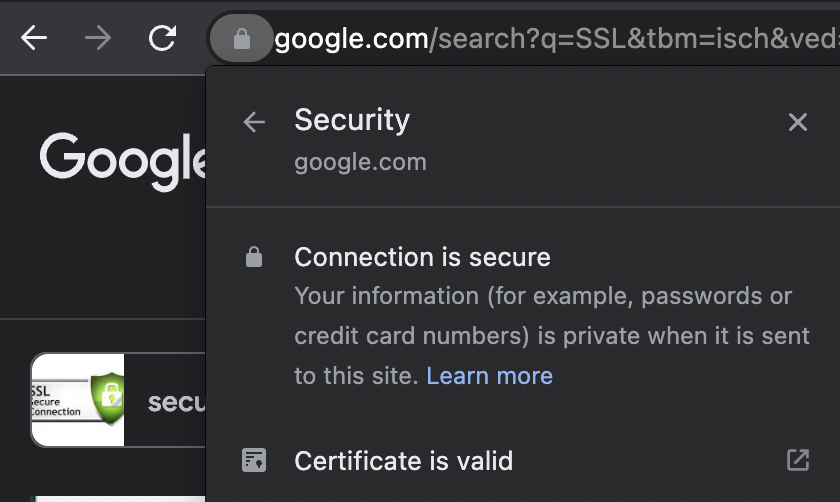 google.com/search?q=SSL&tbm=isch&ved=
Google
Security
google.com
Connection is secure
Your information (for example, passwords or
credit card numbers) is private when it is sent
to this site. Learn more
SSL
Secure
Connection
secu
Certificate is valid